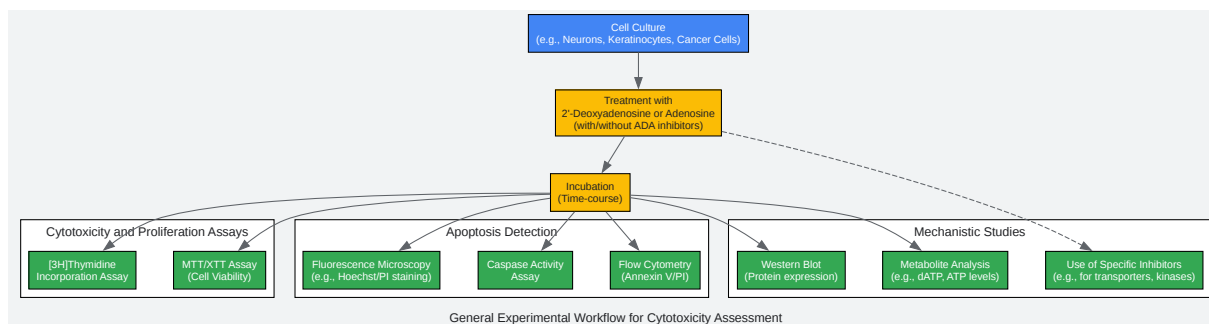 Cell Culture
(e.g., Neurons, Keratinocytes, Cancer Cells)
Treatment with
2'-Deoxyadenosine or Adenosine
(with/without ADA inhibitors)
Incubation
(Time-course)
Cytotoxicity and Proliferation Assays
[3H]Thymidine
Incorporation Assay
MTT/XTT Assay
(Cell Viability)
Apoptosis Detection
Fluorescence Microscopy
(e.g., Hoechst/PI staining)
Caspase Activity
Assay
Flow Cytometry
(Annexin V/PI)
Mechanistic Studies
Western Blot
(Protein expression)
Metabolite Analysis
(e.g., dATP, ATP levels)
Use of Specific Inhibitors
(e.g., for transporters, kinases)
General Experimental Workflow for Cytotoxicity Assessment